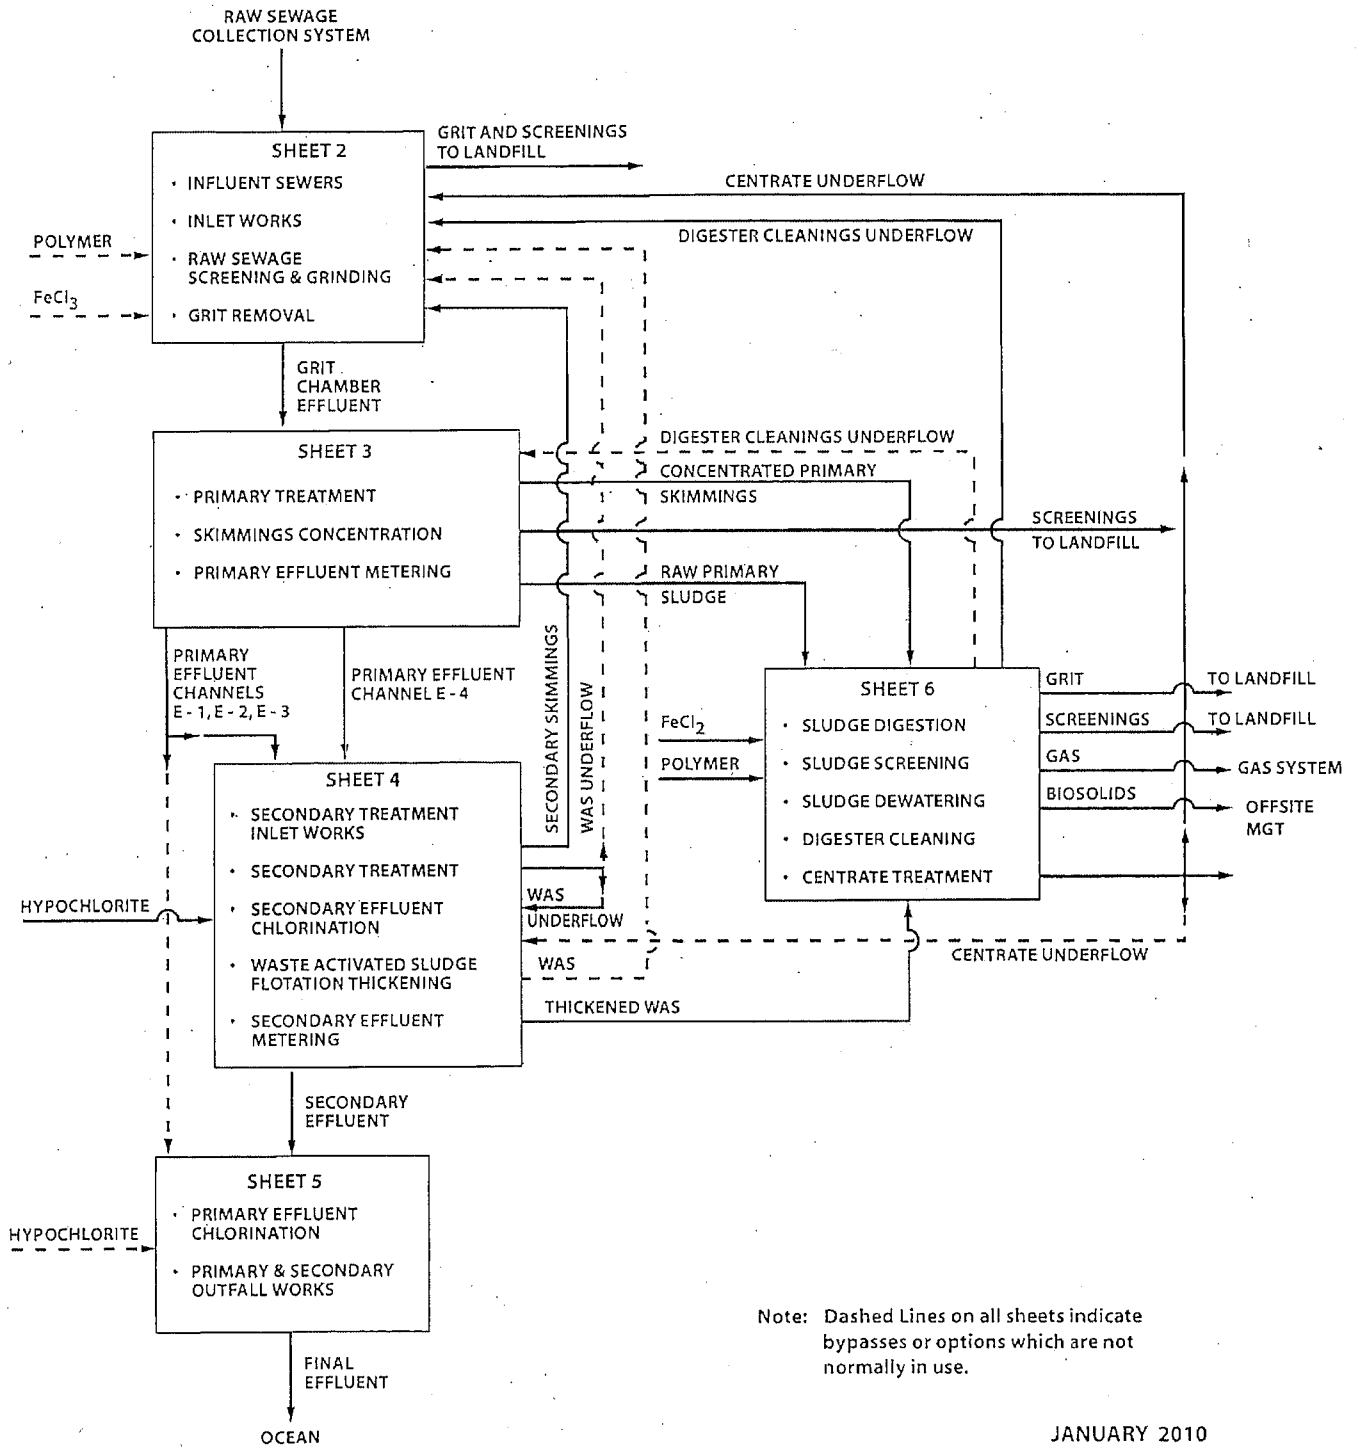 RAW SEWAGE
COLLECTION SYSTEM
SHEET 2
• INFLUENT SEWERS
• INLET WORKS
• RAW SEWAGE
SCREENING & GRINDING
• GRIT REMOVAL
POLYMER
FeCl3
GRIT AND SCREENINGS
TO LANDFILL
CENTRATE UNDERFLOW
DIGESTER CLEANINGS UNDERFLOW
GRIT
CHAMBER
EFFLUENT
SHEET 3
• PRIMARY TREATMENT
• SKIMMINGS CONCENTRATION
• PRIMARY EFFLUENT METERING
DIGESTER CLEANINGS UNDERFLOW
CONCENTRATED PRIMARY
SKIMMINGS
SCREENINGS
TO LANDFILL
RAW PRIMARY
SLUDGE
PRIMARY
EFFLUENT
CHANNELS
E-1, E-2, E-3
PRIMARY EFFLUENT
CHANNEL E-4
SECONDARY SKIMMINGS
WAS UNDERFLOW
SHEET 4
• SECONDARY TREATMENT
INLET WORKS
• SECONDARY TREATMENT
• SECONDARY EFFLUENT
CHLORINATION
• WASTE ACTIVATED SLUDGE
FLOTATION THICKENING
• SECONDARY EFFLUENT
METERING
HYPOCHLORITE
WAS
UNDERFLOW
WAS
THICKENED WAS
FeCl2
POLYMER
SHEET 6
• SLUDGE DIGESTION
• SLUDGE SCREENING
• SLUDGE DEWATERING
• DIGESTER CLEANING
• CENTRATE TREATMENT
GRIT
TO LANDFILL
SCREENINGS
TO LANDFILL
GAS
GAS SYSTEM
BIOSOLIDS
OFFSITE
MGT
CENTRATE UNDERFLOW
SECONDARY
EFFLUENT
SHEET 5
• PRIMARY EFFLUENT
CHLORINATION
• PRIMARY & SECONDARY
OUTFALL WORKS
HYPOCHLORITE
FINAL
EFFLUENT
OCEAN
Note: Dashed Lines on all sheets indicate
bypasses or options which are not
normally in use.
JANUARY 2010